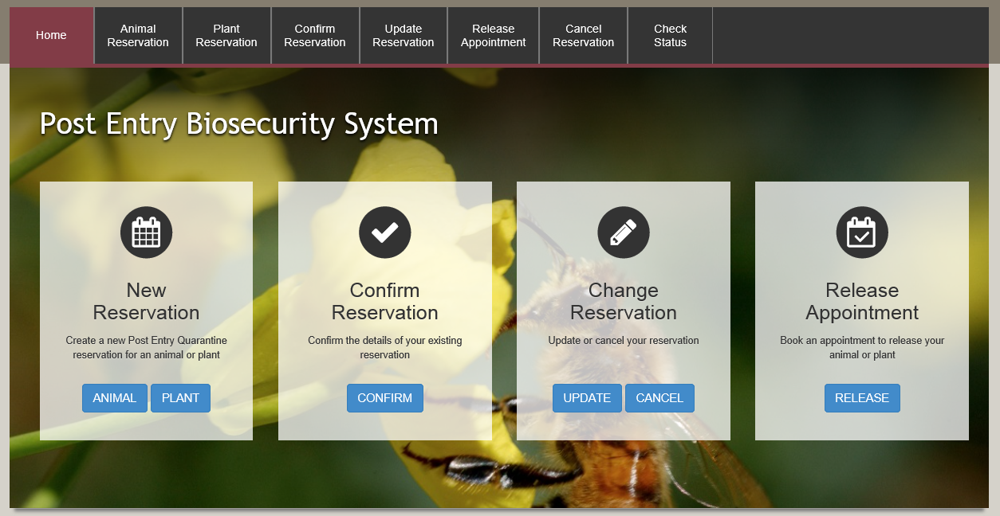 Home
Animal
Reservation
Plant
Reservation
Confirm
Reservation
Update
Reservation
Release
Appointment
Cancel
Reservation
Check
Status
Post Entry Biosecurity System
New
Reservation
Create a new Post Entry Quarantine
reservation for an animal or plant
ANIMAL PLANT
Confirm
Reservation
Confirm the details of your existing
reservation
CONFIRM
Change
Reservation
Update or cancel your reservation
UPDATE CANCEL
Release
Appointment
Book an appointment to release your
animal or plant
RELEASE